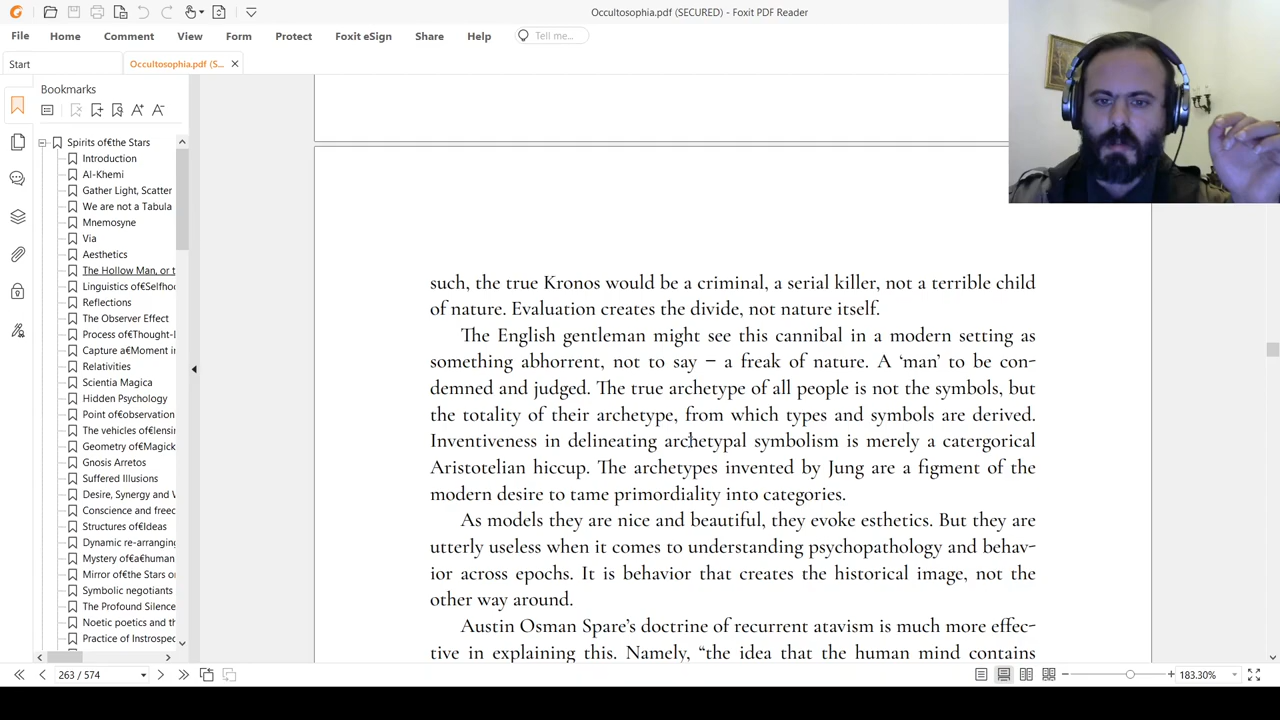 Occultosophia.pdf (SECURED) - Foxit PDF Reader
File Home Comment View Form Protect Foxit eSign Share Help Tell me...
Start Occultosophia.pdf (S...
Bookmarks
Spirits of€the Stars
Introduction
Al-Khemi
Gather Light, Scatter
We are not a Tabula
Mnemosyne
Via
Aesthetics
The Hollow Man, or t
Linguistics of€Selfhoo
Reflections
The Observer Effect
Process of€Thought-
Capture a€Moment in
Relativities
Scientia Magica
Hidden Psychology
Point of€observation
The vehicles of€lensin
Geometry of€Magick
Gnosis Arretos
Suffered Illusions
Desire, Synergy and
Conscience and freed
Structures of€Ideas
Dynamic re-arranging
Mystery of€a€human
Mirror of€the Stars or
Symbolic negotiants
The Profound Silence
Noetic poetics and th
Practice of Instrospec
such, the true Kronos would be a criminal, a serial killer, not a terrible child
of nature. Evaluation creates the divide, not nature itself.
The English gentleman might see this cannibal in a modern setting as
something abhorrent, not to say – a freak of nature. A ‘man’ to be con-
demned and judged. The true archetype of all people is not the symbols, but
the totality of their archetype, from which types and symbols are derived.
Inventiveness in delineating archetypal symbolism is merely a catergorical
Aristotelian hiccup. The archetypes invented by Jung are a figment of the
modern desire to tame primordiality into categories.
As models they are nice and beautiful, they evoke esthetics. But they are
utterly useless when it comes to understanding psychopathology and behav-
ior across epochs. It is behavior that creates the historical image, not the
other way around.
Austin Osman Spare’s doctrine of recurrent atavism is much more effec-
tive in explaining this. Namely, “the idea that the human mind contains
263 / 574
183.30%